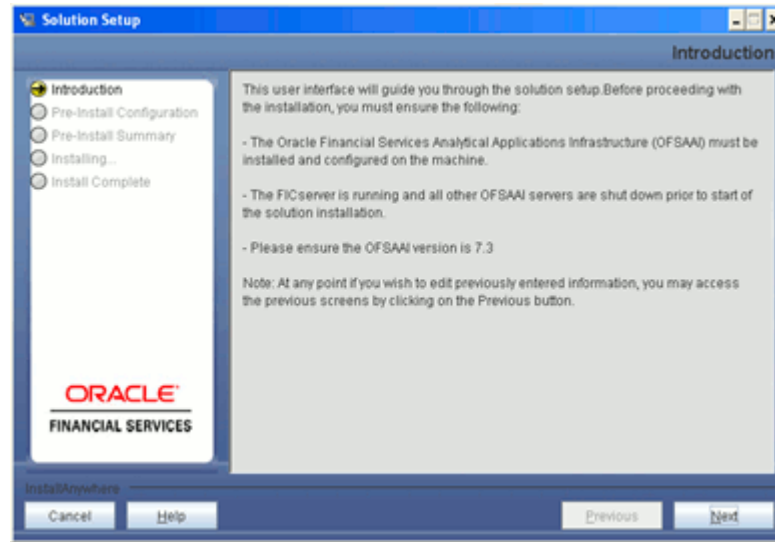 Solution Setup
Introduction
Introduction
Pre-Install Configuration
Pre-Install Summary
Installing...
Install Complete
ORACLE
FINANCIAL SERVICES
This user interface will guide you through the solution setup.Before proceeding with
the installation, you must ensure the following:
- The Oracle Financial Services Analytical Applications Infrastructure (OFSAAI) must be
installed and configured on the machine.
- The FICserver is running and all other OFSAAI servers are shut down prior to start of
the solution installation.
- Please ensure the OFSAAI version is 7.3
Note: At any point if you wish to edit previously entered information, you may access
the previous screens by clicking on the Previous button.
InstallAnywhere
Cancel
Help
Previous
Next